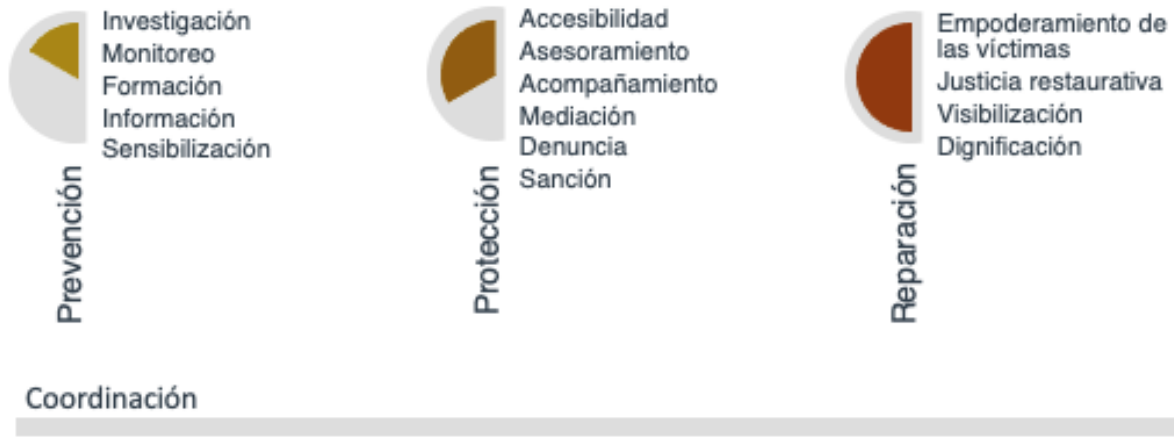 Investigación
Monitoreo
Formación
Información
Sensibilización
Prevención
Accesibilidad
Asesoramiento
Acompañamiento
Mediación
Denuncia
Sanción
Protección
Empoderamiento de
las víctimas
Justicia restaurativa
Visibilización
Dignificación
Reparación
Coordinación